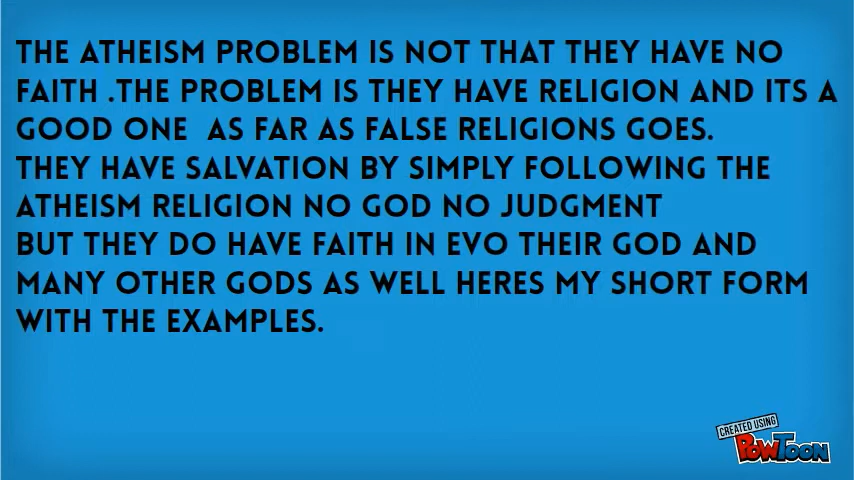 THE ATHEISM PROBLEM IS NOT THAT THEY HAVE NO
FAITH .THE PROBLEM IS THEY HAVE RELIGION AND ITS A
GOOD ONE  AS FAR AS FALSE RELIGIONS GOES.
THEY HAVE SALVATION BY SIMPLY FOLLOWING THE
ATHEISM RELIGION NO GOD NO JUDGMENT
BUT THEY DO HAVE FAITH IN EVO THEIR GOD AND
MANY OTHER GODS AS WELL HERES MY SHORT FORM
WITH THE EXAMPLES.
CREATED USING
POWTOON